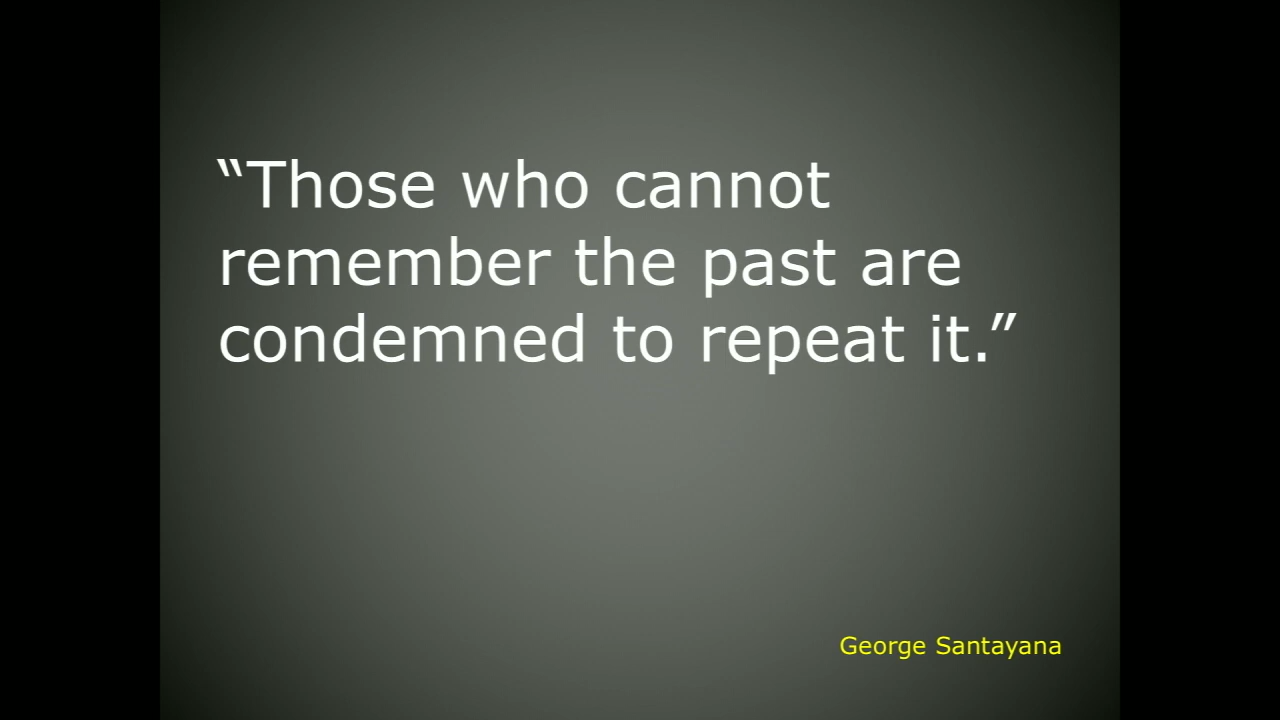 “Those who cannot
remember the past are
condemned to repeat it.”
George Santayana